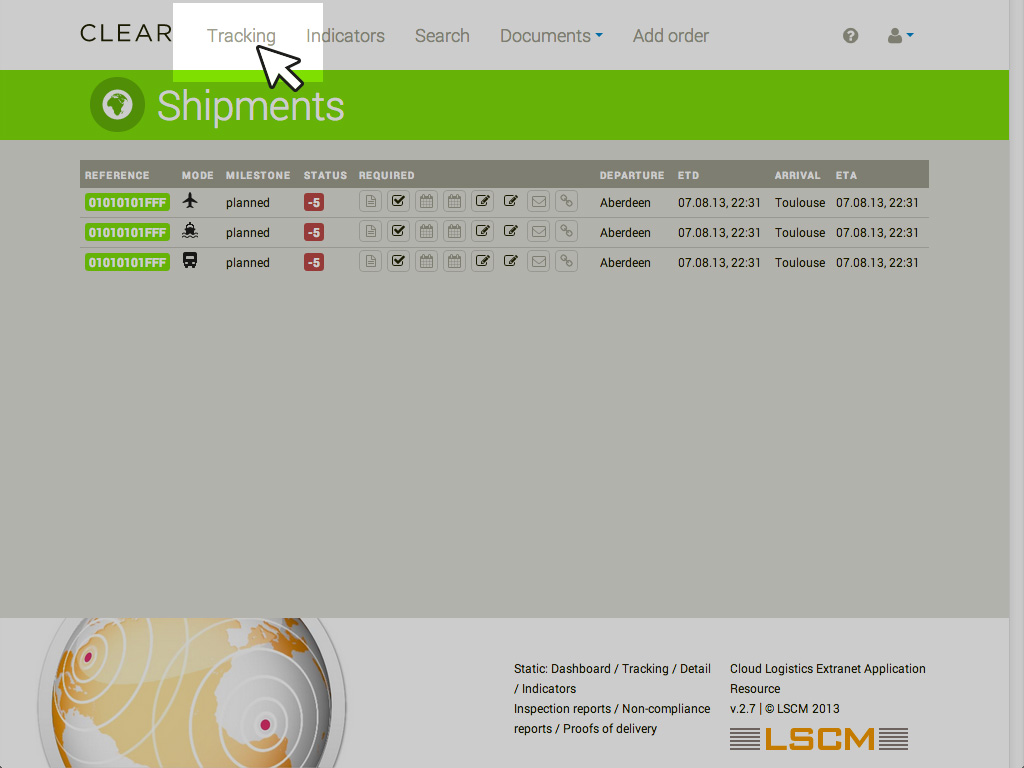 CLEAR Tracking Indicators Search Documents Add order
Shipments
REFERENCE MODE MILESTONE STATUS REQUIRED DEPARTURE ETD ARRIVAL ETA
01010101FFF planned -5 Aberdeen 07.08.13, 22:31 Toulouse 07.08.13, 22:31
01010101FFF planned -5 Aberdeen 07.08.13, 22:31 Toulouse 07.08.13, 22:31
01010101FFF planned -5 Aberdeen 07.08.13, 22:31 Toulouse 07.08.13, 22:31
Static: Dashboard / Tracking / Detail
/ Indicators
Inspection reports / Non-compliance
reports / Proofs of delivery
Cloud Logistics Extranet Application
Resource
v.2.7 | © LSCM 2013
LSCM